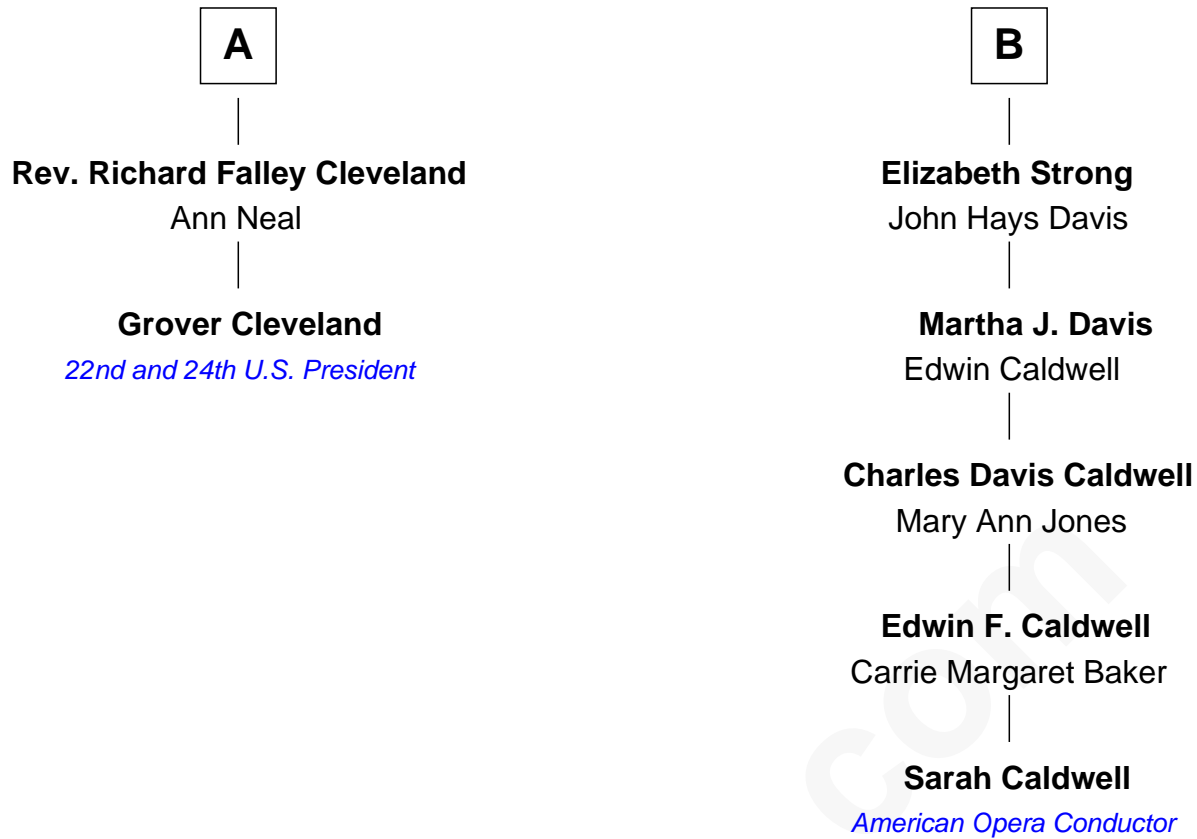 A
Rev. Richard Falley Cleveland
Ann Neal
Grover Cleveland
22nd and 24th U.S. President
B
Elizabeth Strong
John Hays Davis
Martha J. Davis
Edwin Caldwell
Charles Davis Caldwell
Mary Ann Jones
Edwin F. Caldwell
Carrie Margaret Baker
Sarah Caldwell
American Opera Conductor
com